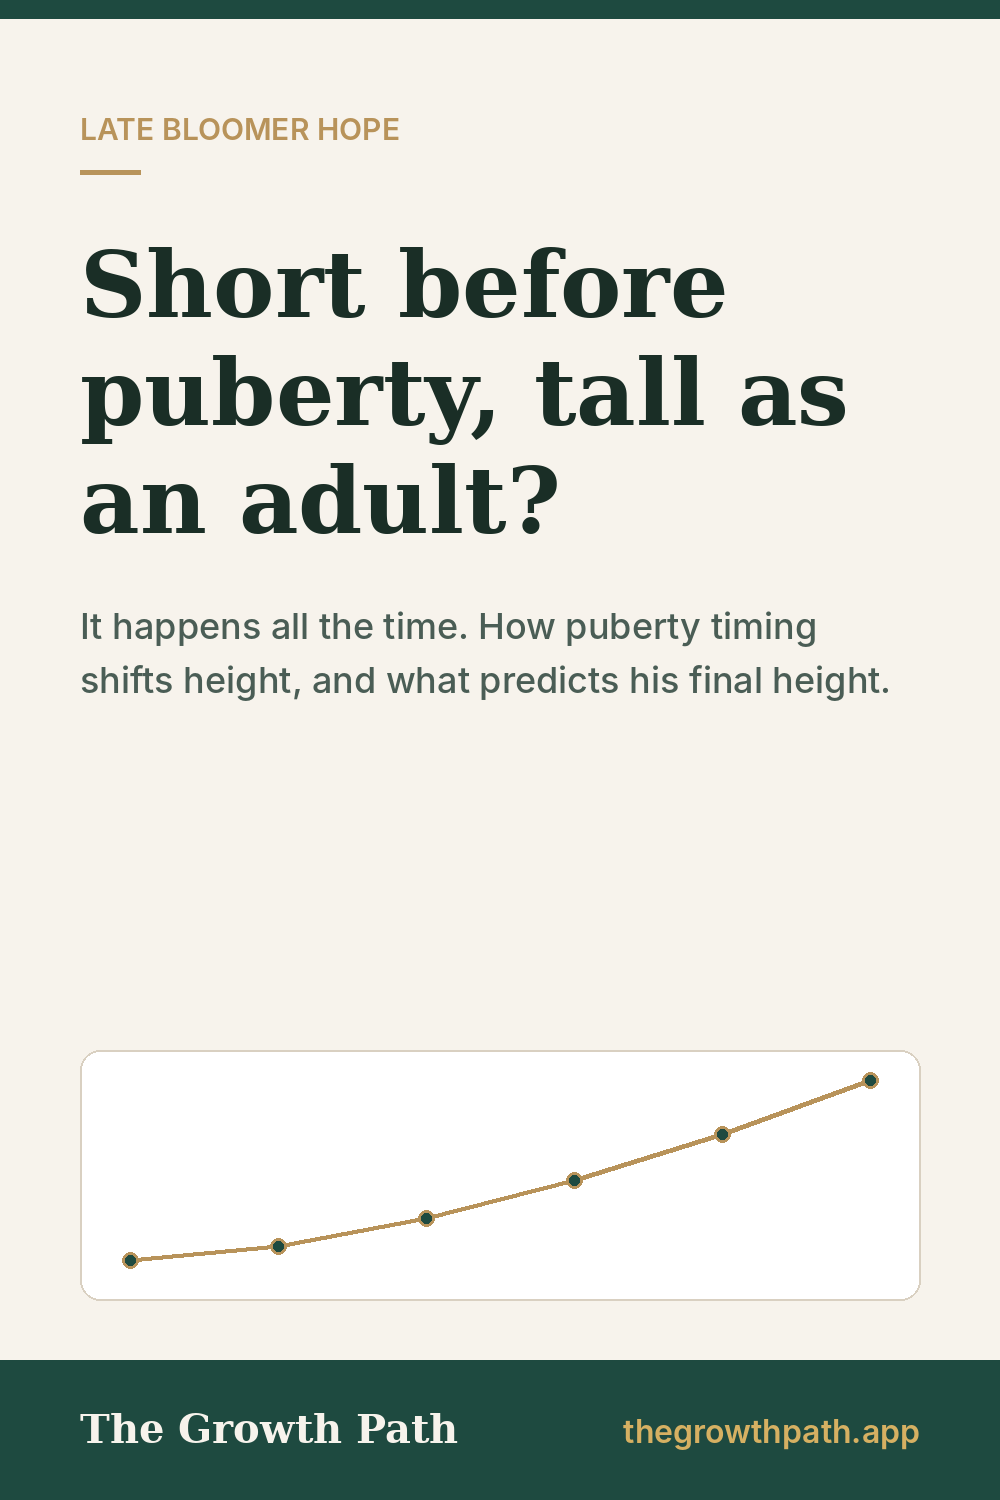 LATE BLOOMER HOPE
Short before
puberty, tall as
an adult?
It happens all the time. How puberty timing
shifts height, and what predicts his final height.
The Growth Path
thegrowthpath.app